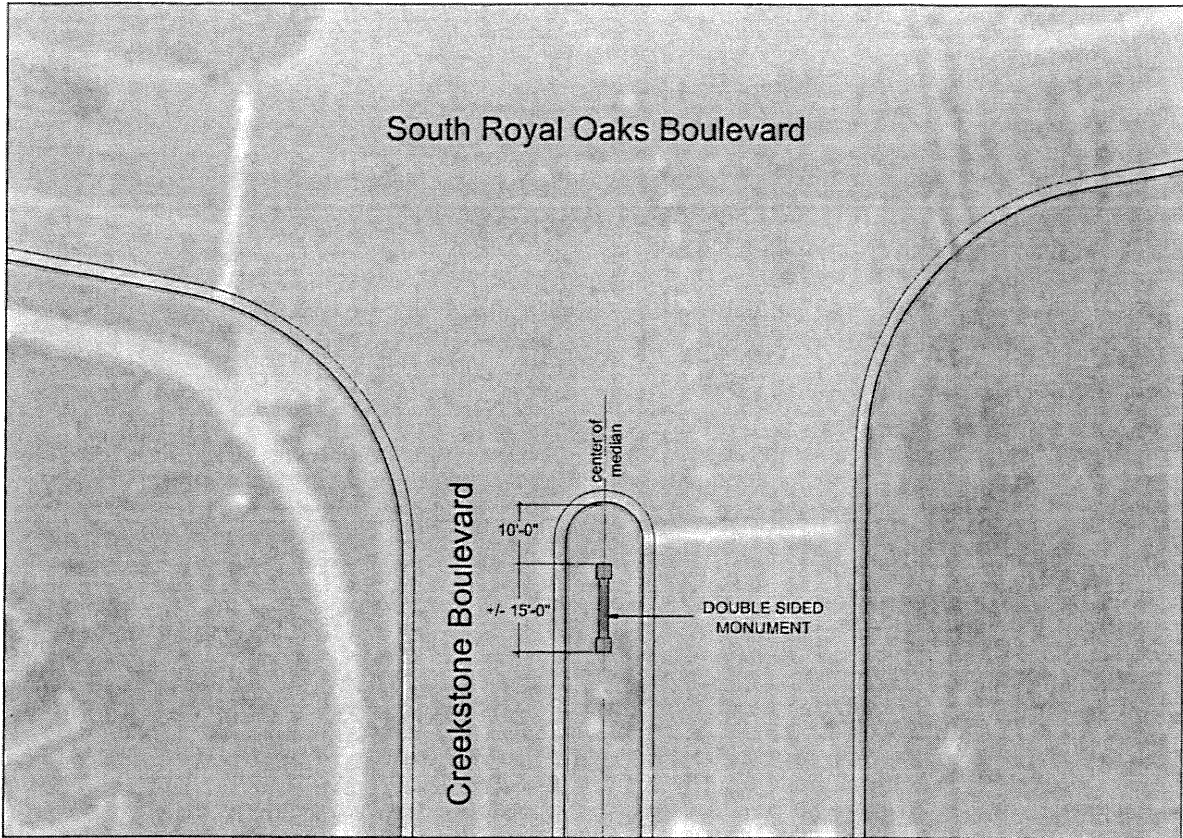 South Royal Oaks Boulevard
center of
median
Creekstone Boulevard
10'-0"
+/- 15'-0"
DOUBLE SIDED
MONUMENT